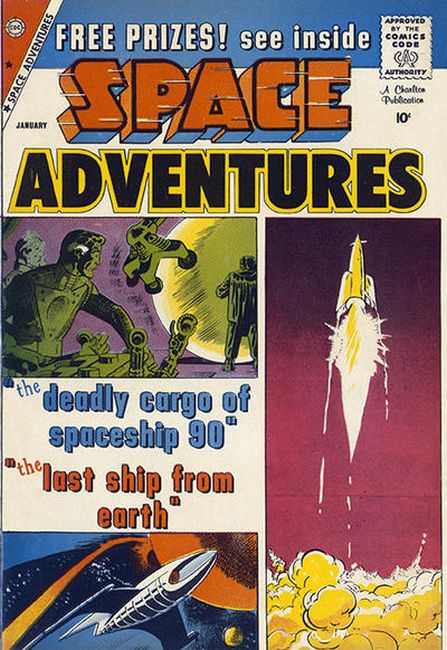 SPACE ADVENTURES
FREE PRIZES! see inside
APPROVED
BY THE
COMICS
CODE
CA
AUTHORITY
A Charlton
Publication
JANUARY
10¢
SPACE
ADVENTURES
"the deadly cargo of
spaceship 90"
"the last ship from
earth"